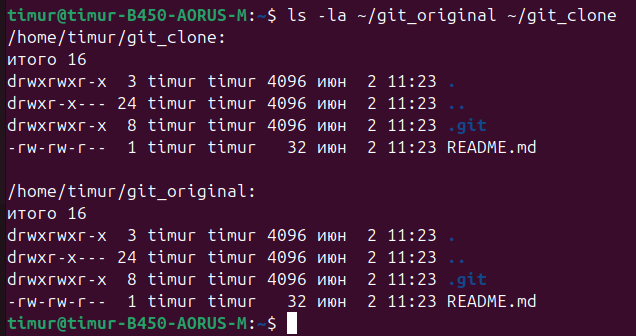 timur@timur-B450-AORUS-M:~$ ls -la ~/git_original ~/git_clone
/home/timur/git_clone:
итого 16
drwxrwxr-x  3 timur timur 4096 июн  2 11:23 .
drwxr-x--- 24 timur timur 4096 июн  2 11:23 ..
drwxrwxr-x  8 timur timur 4096 июн  2 11:23 .git
-rw-rw-r--  1 timur timur   32 июн  2 11:23 README.md

/home/timur/git_original:
итого 16
drwxrwxr-x  3 timur timur 4096 июн  2 11:23 .
drwxr-x--- 24 timur timur 4096 июн  2 11:23 ..
drwxrwxr-x  8 timur timur 4096 июн  2 11:23 .git
-rw-rw-r--  1 timur timur   32 июн  2 11:23 README.md
timur@timur-B450-AORUS-M:~$